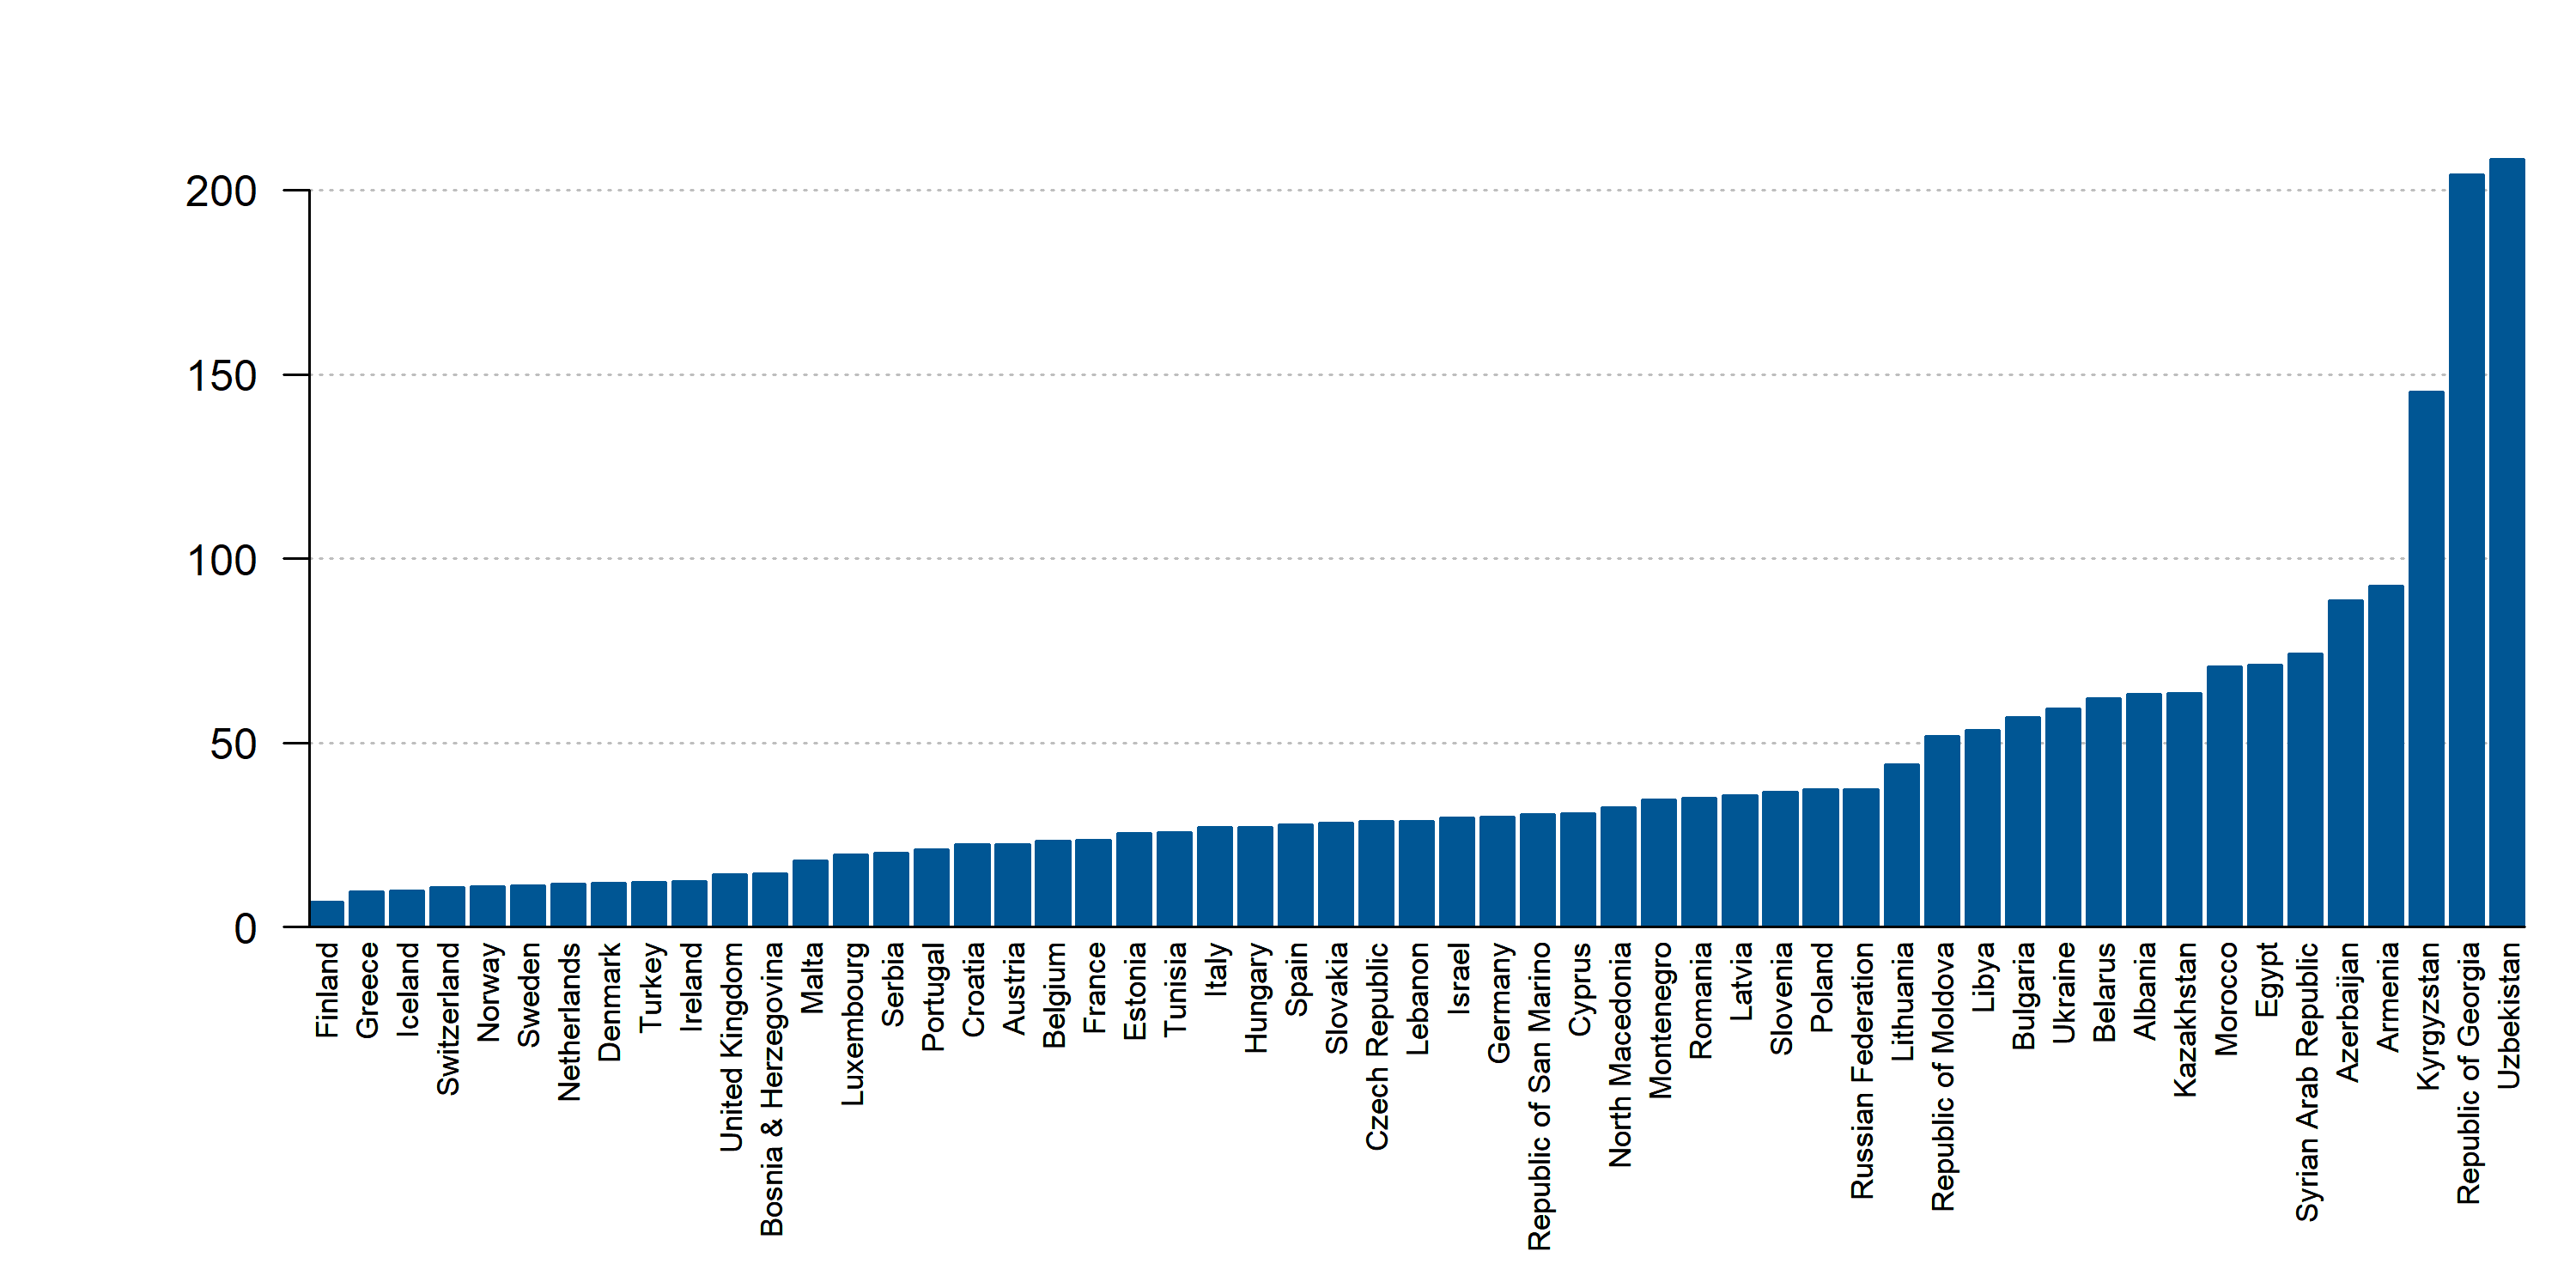 200
150
100
50
0
Finland
Greece
Iceland
Switzerland
Norway
Sweden
Netherlands
Denmark
Turkey
Ireland
United Kingdom
Bosnia & Herzegovina
Malta
Luxembourg
Serbia
Portugal
Croatia
Austria
Belgium
France
Estonia
Tunisia
Italy
Hungary
Spain
Slovakia
Czech Republic
Lebanon
Israel
Germany
Republic of San Marino
Cyprus
North Macedonia
Montenegro
Romania
Latvia
Slovenia
Poland
Russian Federation
Lithuania
Republic of Moldova
Libya
Bulgaria
Ukraine
Belarus
Albania
Kazakhstan
Morocco
Egypt
Syrian Arab Republic
Azerbaijan
Armenia
Kyrgyzstan
Republic of Georgia
Uzbekistan